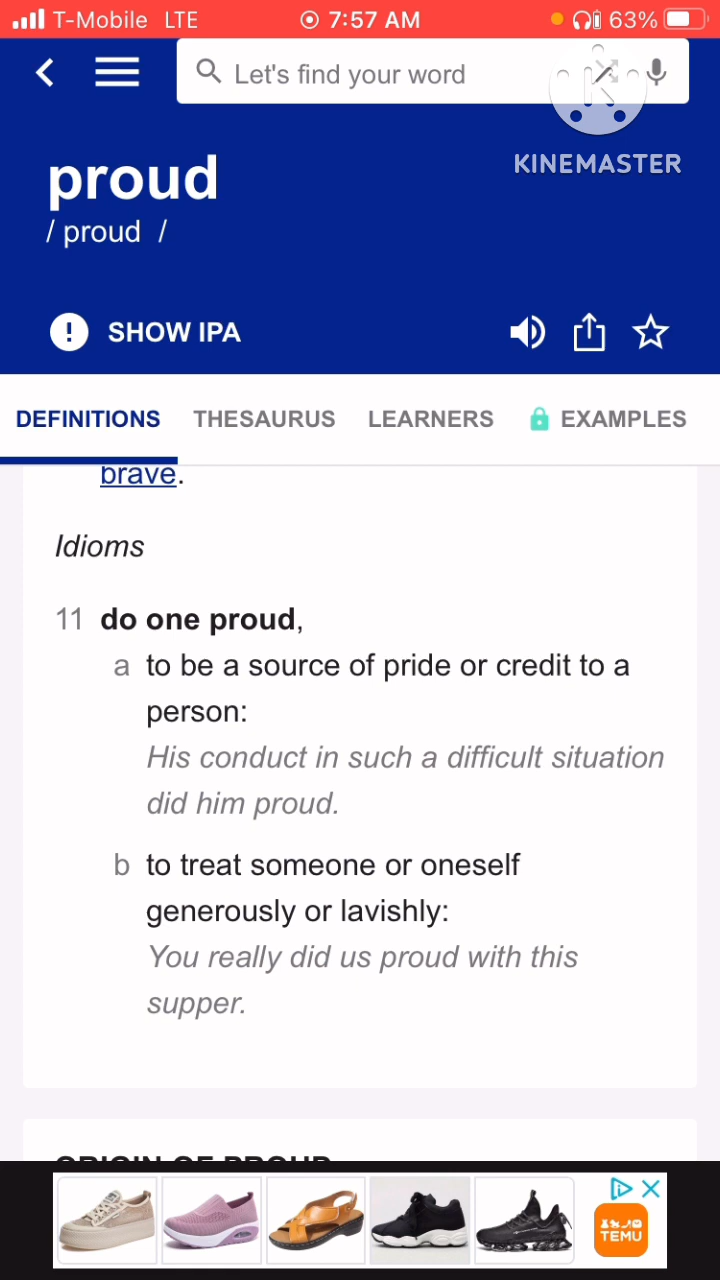 T-Mobile LTE 7:57 AM 63%
Let's find your word
KINEMASTER
proud
/ proud /
! SHOW IPA
DEFINITIONS THESAURUS LEARNERS EXAMPLES
brave.
Idioms
11 do one proud,
a to be a source of pride or credit to a
person:
His conduct in such a difficult situation
did him proud.
b to treat someone or oneself
generously or lavishly:
You really did us proud with this
supper.
ORIGIN OF PROUD
TEMU